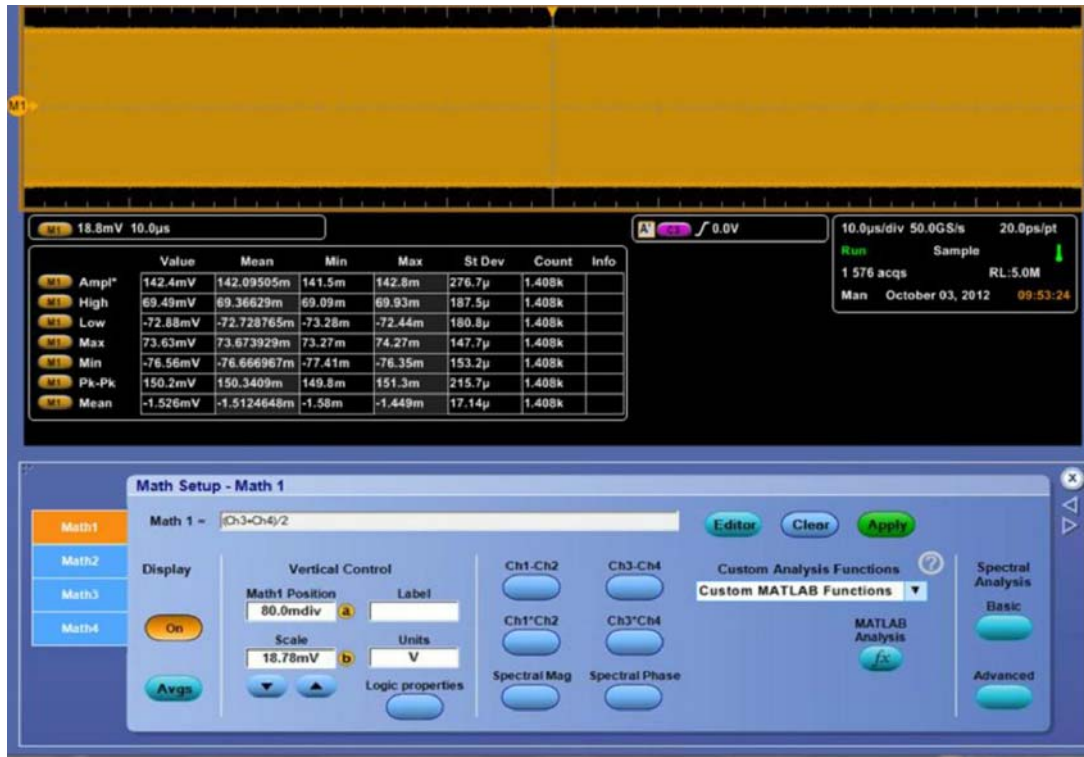 M1
M1 18.8mV 10.0µs
A' C3 0.0V
10.0µs/div 50.0GS/s 20.0ps/pt
Run Sample
1 576 acqs RL:5.0M
Man October 03, 2012 09:53:24
Value Mean Min Max St Dev Count Info
M1 Ampl* 142.4mV 142.09505m 141.5m 142.8m 276.7µ 1.408k
M1 High 69.49mV 69.36629m 69.09m 69.93m 187.5µ 1.408k
M1 Low -72.88mV -72.728765m -73.28m -72.44m 180.8µ 1.408k
M1 Max 73.63mV 73.673929m 73.27m 74.27m 147.7µ 1.408k
M1 Min -76.56mV -76.666967m -77.41m -76.35m 153.2µ 1.408k
M1 Pk-Pk 150.2mV 150.3409m 149.8m 151.3m 215.7µ 1.408k
M1 Mean -1.526mV -1.5124648m -1.58m -1.449m 17.14µ 1.408k
x
Math Setup - Math 1
Math1
Math2
Math3
Math4
Math 1 = (Ch3+Ch4)/2
Editor Clear Apply
Display
On
Avgs
Vertical Control
Math1 Position Label
80.0mdiv a
Scale Units
18.78mV b V
Logic properties
Ch1-Ch2 Ch3-Ch4
Ch1*Ch2 Ch3*Ch4
Spectral Mag Spectral Phase
Custom Analysis Functions ?
Custom MATLAB Functions
MATLAB
Analysis
fx
Spectral
Analysis
Basic
Advanced